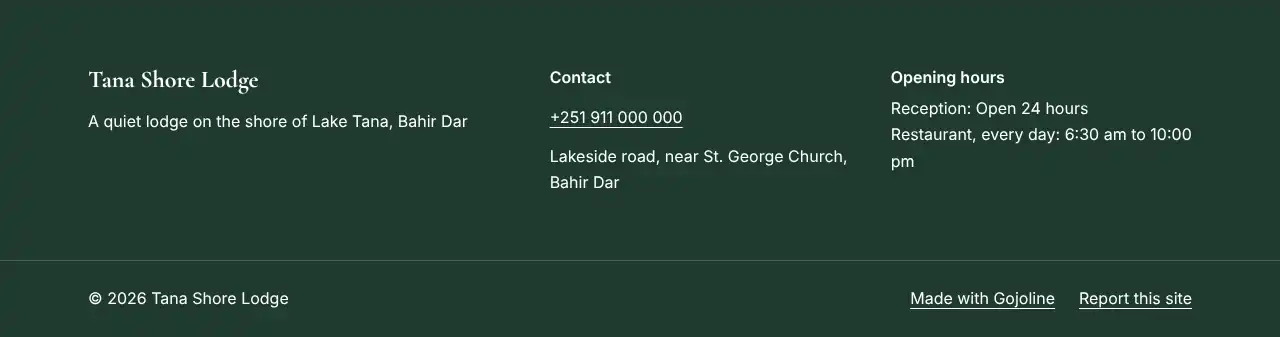 Tana Shore Lodge
A quiet lodge on the shore of Lake Tana, Bahir Dar
Contact
+251 911 000 000
Lakeside road, near St. George Church,
Bahir Dar
Opening hours
Reception: Open 24 hours
Restaurant, every day: 6:30 am to 10:00
pm
© 2026 Tana Shore Lodge
Made with Gojoline
Report this site